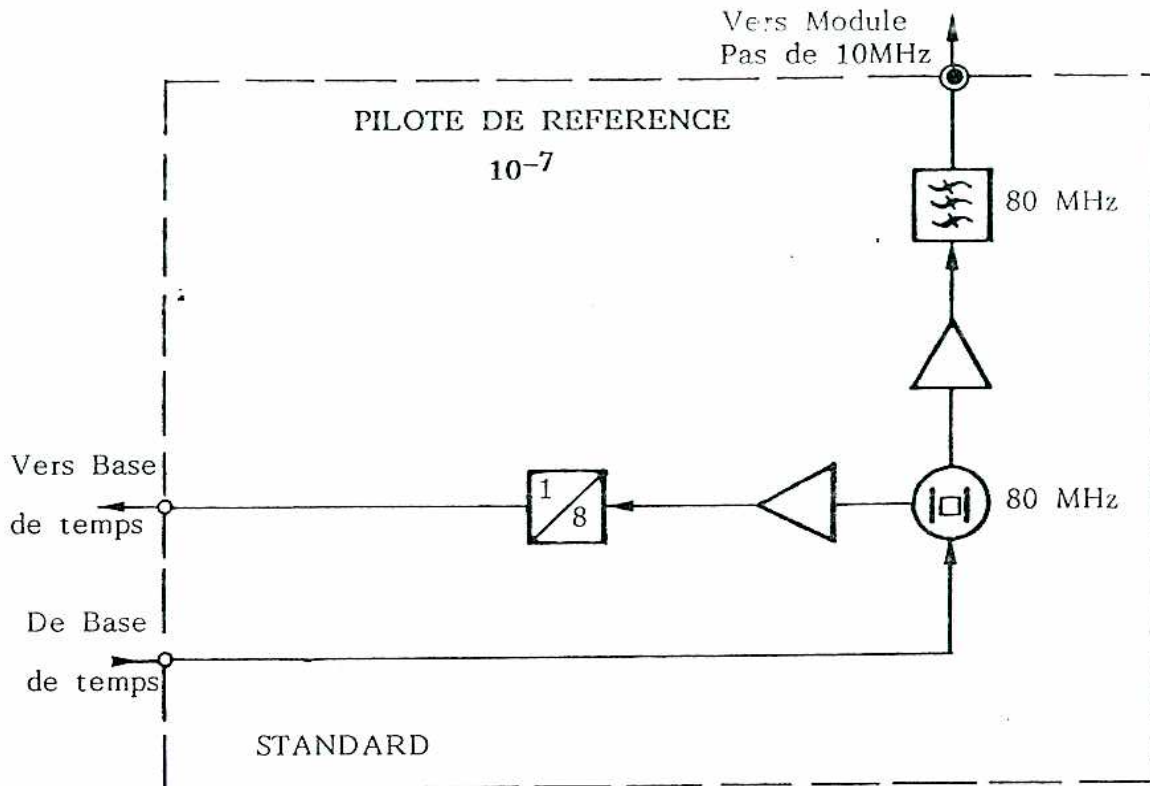 Vers Module
Pas de 10MHz
PILOTE DE REFERENCE
10⁻⁷
80 MHz
Vers Base
de temps
1
8
80 MHz
De Base
de temps
STANDARD